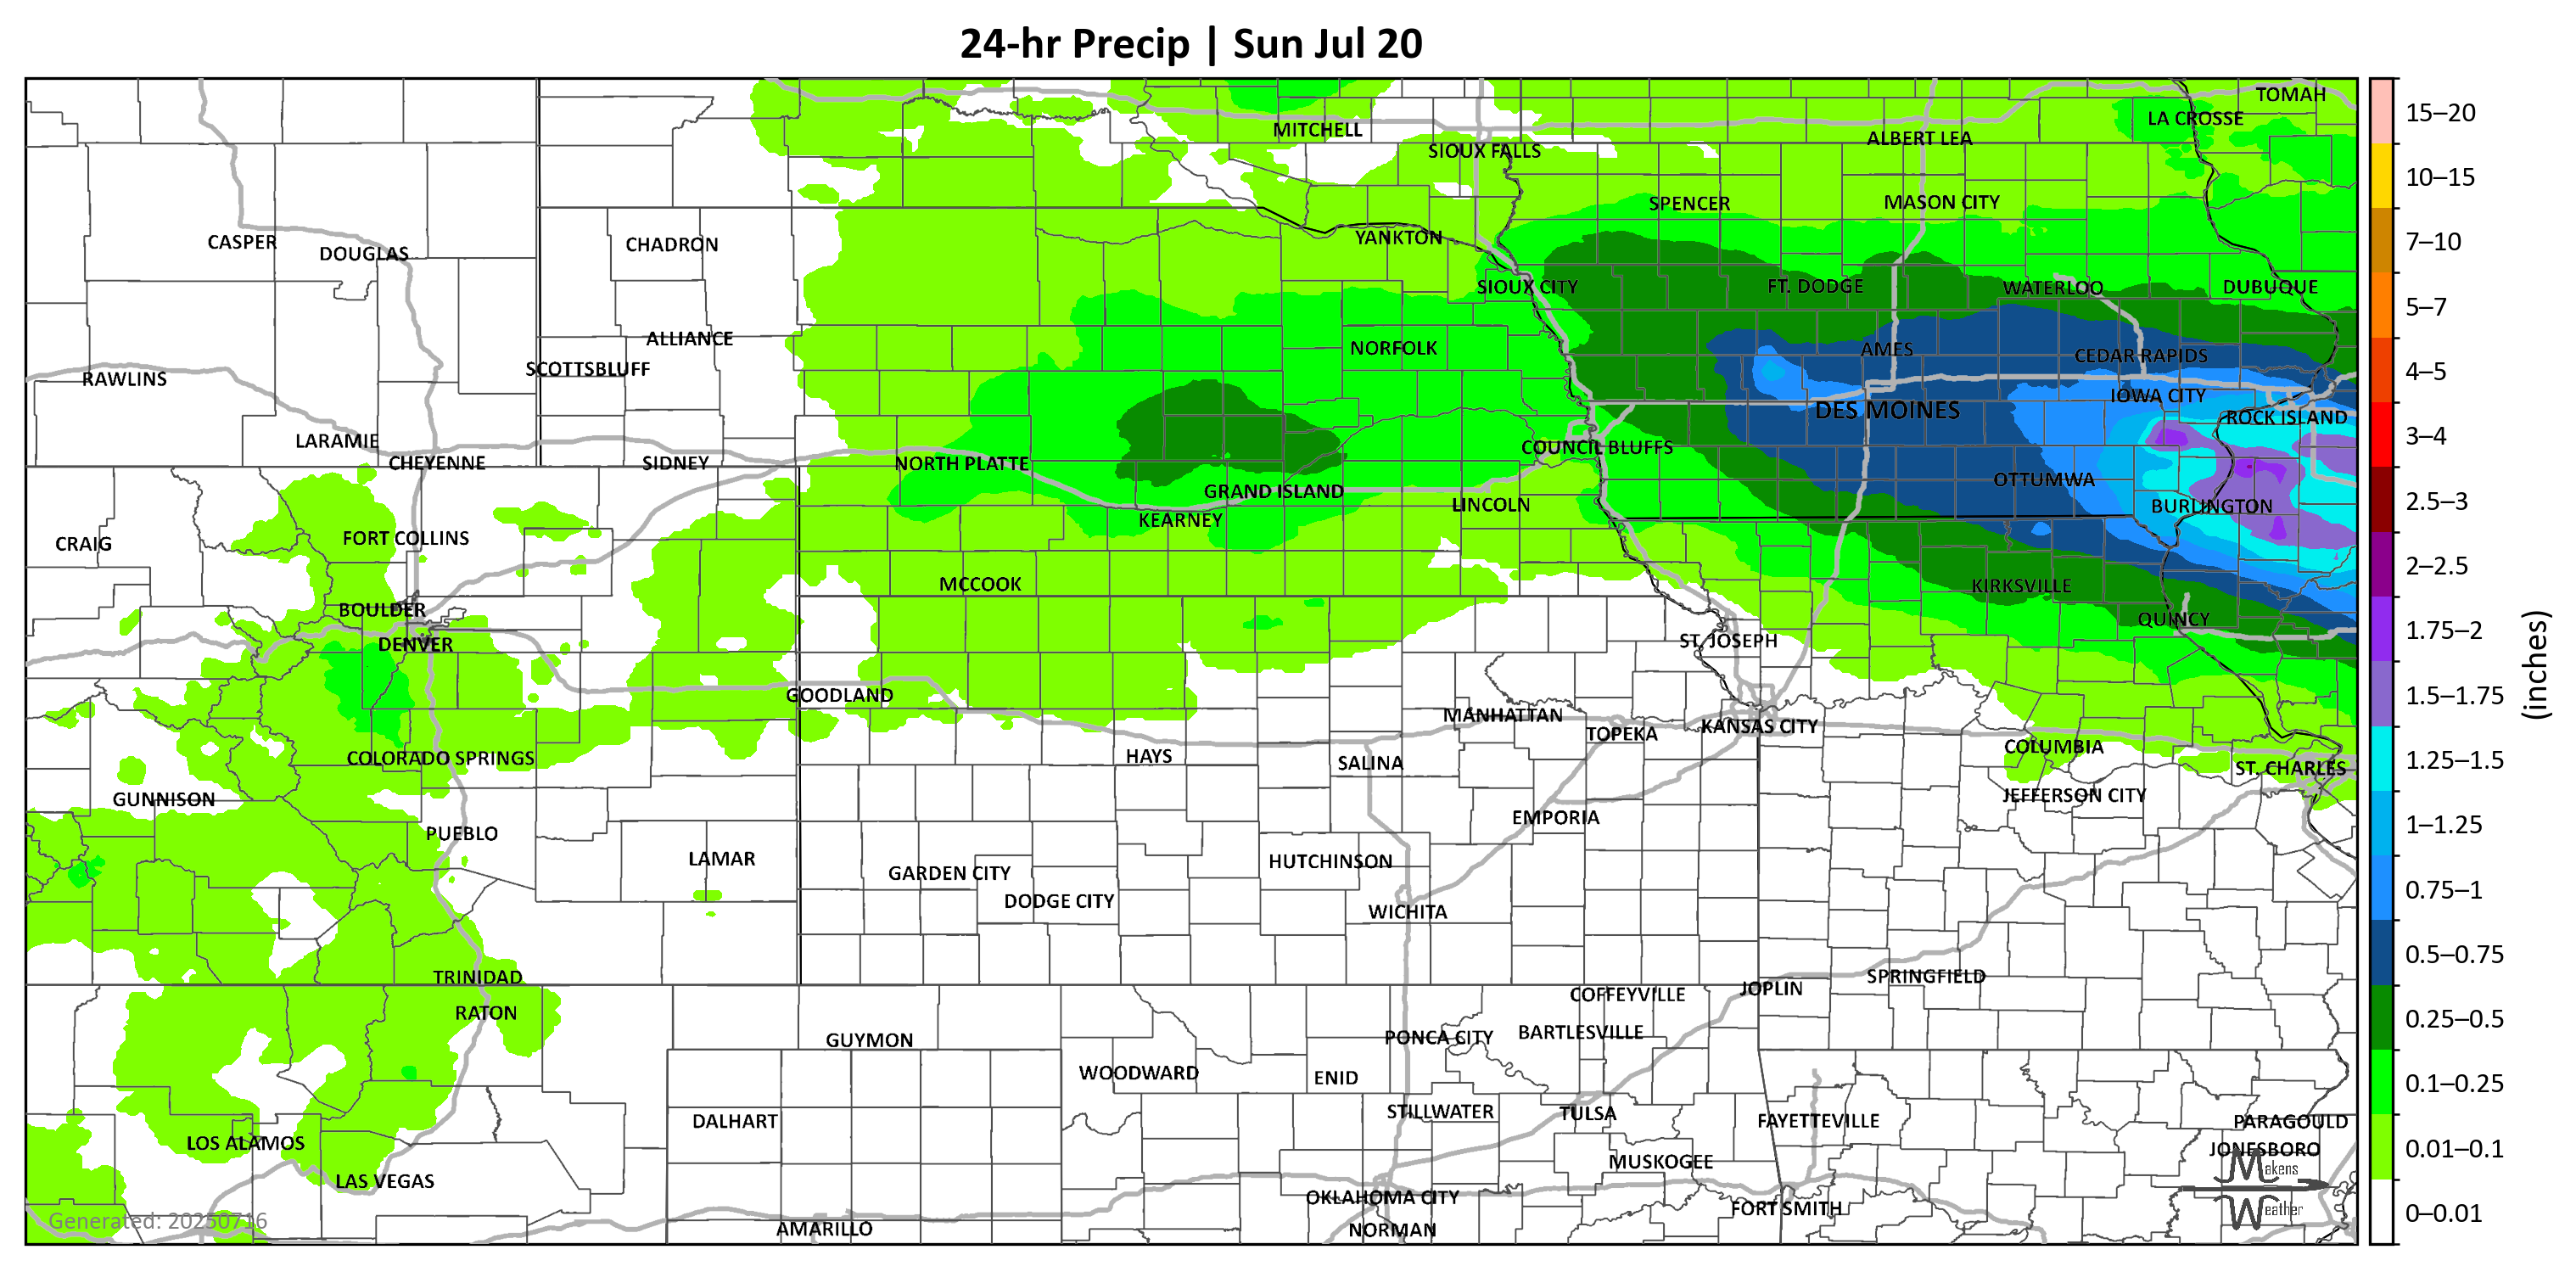 24-hr Precip | Sun Jul 20
TOMAH
LA CROSSE
MITCHELL
ALBERT LEA
SIOUX FALLS
SPENCER
MASON CITY
YANKTON
CASPER
CHADRON
DOUGLAS
SIOUX CITY
FT. DODGE
WATERLOO
DUBUQUE
ALLIANCE
NORFOLK
AMES
CEDAR RAPIDS
SCOTTSBLUFF
RAWLINS
IOWA CITY
DES MOINES
ROCK ISLAND
LARAMIE
COUNCIL BLUFFS
CHEYENNE
SIDNEY
NORTH PLATTE
OTTUMWA
GRAND ISLAND
LINCOLN
BURLINGTON
KEARNEY
FORT COLLINS
CRAIG
MCCOOK
KIRKSVILLE
BOULDER
QUINCY
DENVER
ST. JOSEPH
GOODLAND
MANHATTAN
KANSAS CITY
TOPEKA
COLUMBIA
COLORADO SPRINGS
HAYS
SALINA
ST. CHARLES
GUNNISON
JEFFERSON CITY
EMPORIA
PUEBLO
LAMAR
HUTCHINSON
GARDEN CITY
DODGE CITY
WICHITA
TRINIDAD
SPRINGFIELD
JOPLIN
COFFEYVILLE
RATON
BARTLESVILLE
PONCA CITY
GUYMON
WOODWARD
ENID
STILLWATER
TULSA
DALHART
FAYETTEVILLE
PARAGOULD
LOS ALAMOS
JONESBORO
MUSKOGEE
LAS VEGAS
OKLAHOMA CITY
FORT SMITH
AMARILLO
NORMAN
Generated: 20250716
Makens
Weather
15–20
10–15
7–10
5–7
4–5
3–4
2.5–3
2–2.5
1.75–2
1.5–1.75
1.25–1.5
1–1.25
0.75–1
0.5–0.75
0.25–0.5
0.1–0.25
0.01–0.1
0–0.01
(inches)